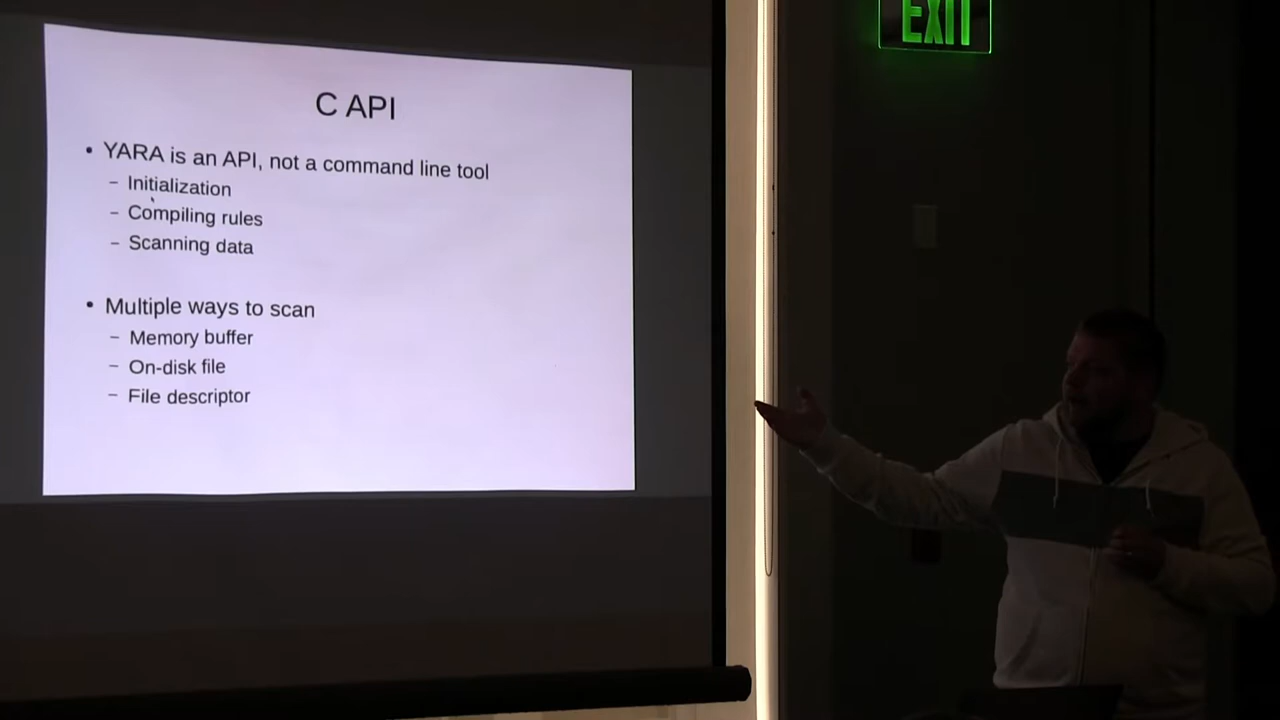 EXIT
C API
• YARA is an API, not a command line tool
– Initialization
– Compiling rules
– Scanning data
• Multiple ways to scan
– Memory buffer
– On-disk file
– File descriptor